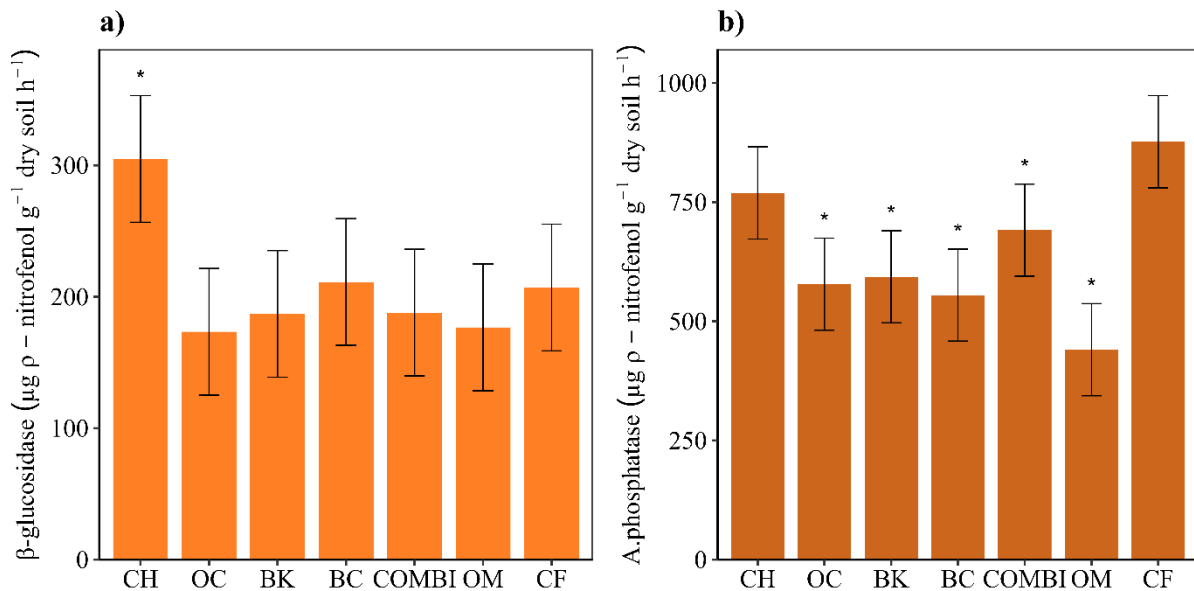 a)
β-glucosidase (μg ρ − nitrofenol g⁻¹ dry soil h⁻¹)
300
200
100
0
*
CH OC BK BC COMBI OM CF
b)
A.phosphatase (μg ρ − nitrofenol g⁻¹ dry soil h⁻¹)
1000
750
500
250
0
* * * * *
CH OC BK BC COMBI OM CF